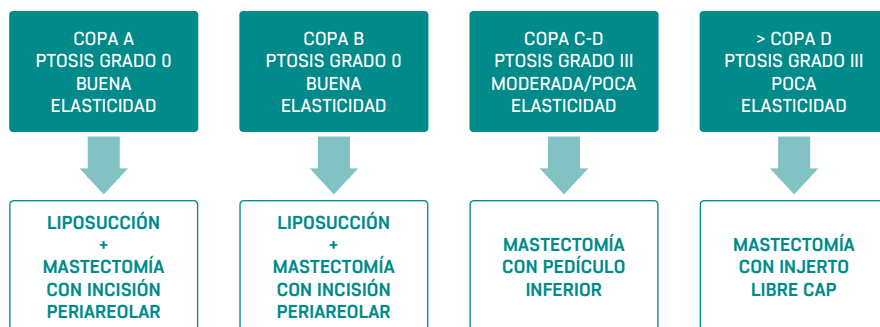 COPA A
PTOSIS GRADO 0
BUENA
ELASTICIDAD
COPA B
PTOSIS GRADO 0
BUENA
ELASTICIDAD
COPA C-D
PTOSIS GRADO III
MODERADA/POCA
ELASTICIDAD
> COPA D
PTOSIS GRADO III
POCA
ELASTICIDAD
LIPOSUCCIÓN
+
MASTECTOMÍA
CON INCISIÓN
PERIAREOLAR
LIPOSUCCIÓN
+
MASTECTOMÍA
CON INCISIÓN
PERIAREOLAR
MASTECTOMÍA
CON PEDÍCULO
INFERIOR
MASTECTOMÍA
CON INJERTO
LIBRE CAP